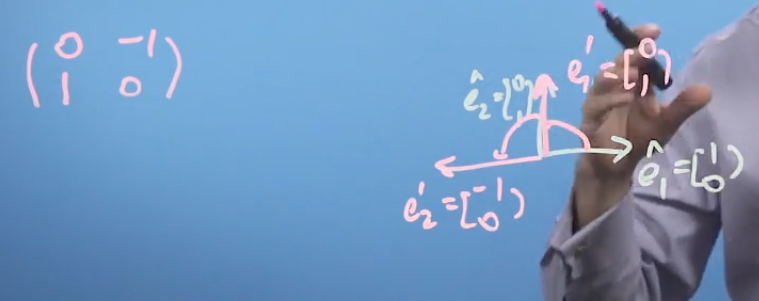 ( 0 -1 )
( 1 0 )
e'₁ = [0 1)
ê₂ = [0 1)
ê₁ = [1 0)
e'₂ = [-1 0)